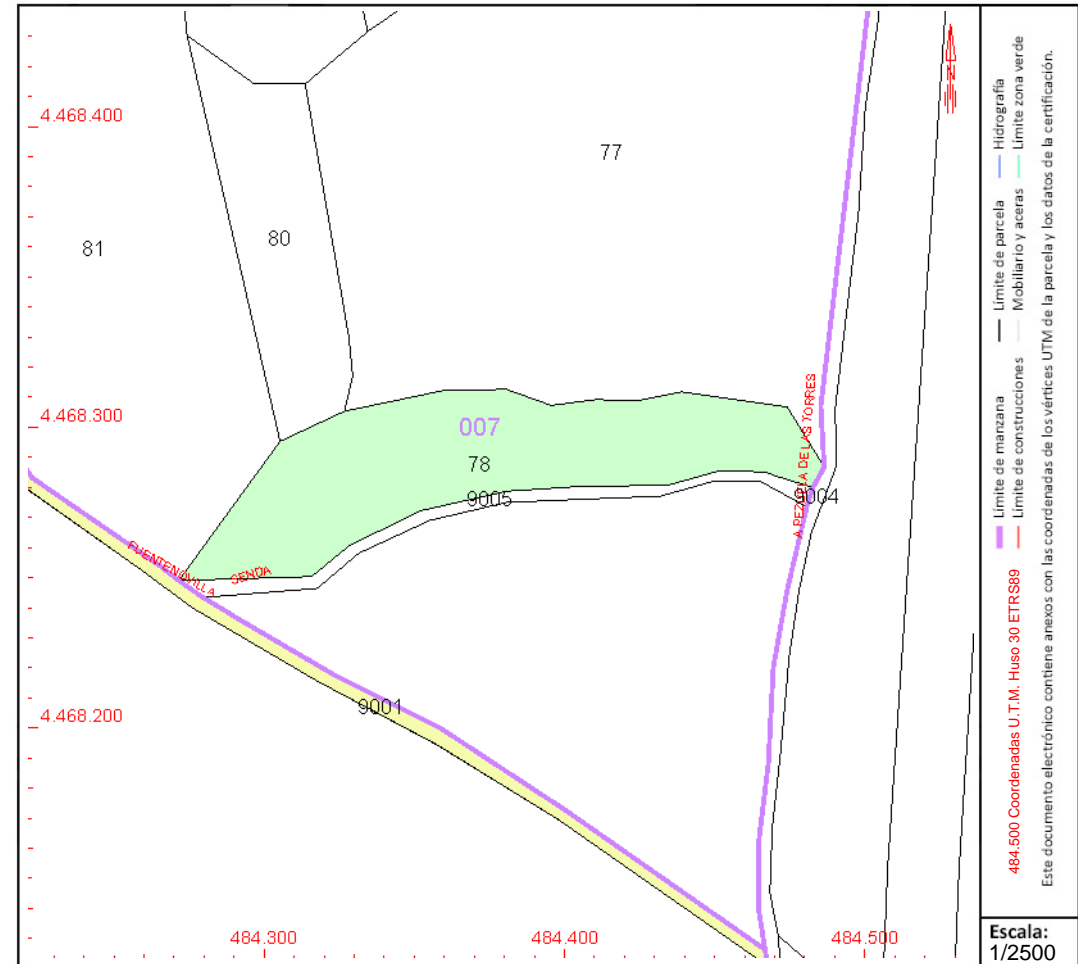 4.468.400
77
80
81
4.468.300
007
78
9005
9004
A PEZUELA DE LAS TORRES
FUENTENOVILLA
SENDA
9001
4.468.200
484.300
484.400
484.500
N
Límite de manzana
Límite de parcela
Hidrografía
Límite de construcciones
Mobiliario y aceras
Límite zona verde
484.500 Coordenadas U.T.M. Huso 30 ETRS89
Este documento electrónico contiene anexos con las coordenadas de los vértices UTM de la parcela y los datos de la certificación.
Escala:
1/2500